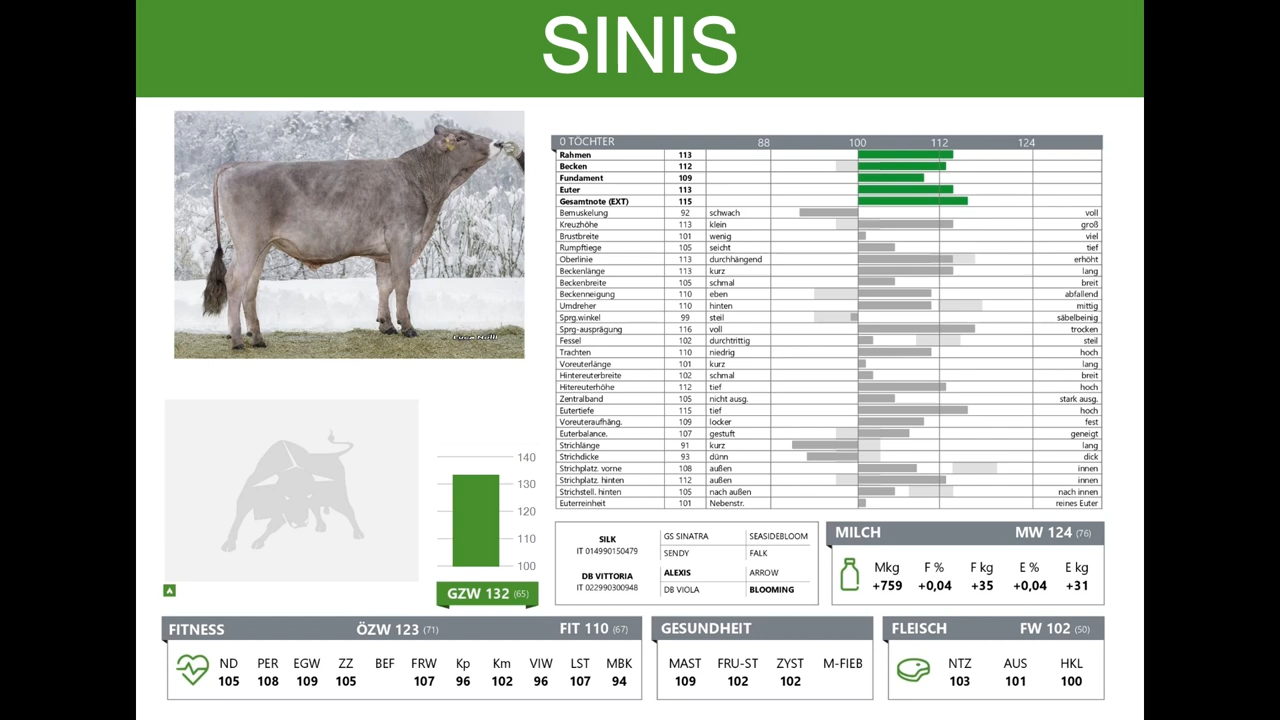 SINIS
Luca Nolli
0 TÖCHTER 88 100 112 124
Rahmen 113
Becken 112
Fundament 109
Euter 113
Gesamtnote (EXT) 115
Bemuskelung 92 schwach voll
Kreuzhöhe 113 klein groß
Brustbreite 101 wenig viel
Rumpftiege 105 seicht tief
Oberlinie 113 durchhängend erhöht
Beckenlänge 113 kurz lang
Beckenbreite 105 schmal breit
Beckenneigung 110 eben abfallend
Umdreher 110 hinten mittig
Sprg.winkel 99 steil säbelbeinig
Sprg-ausprägung 116 voll trocken
Fessel 102 durchtrittig steil
Trachten 110 niedrig hoch
Voreuterlänge 101 kurz lang
Hintereuterbreite 102 schmal breit
Hitereuterhöhe 112 tief hoch
Zentralband 105 nicht ausg. stark ausg.
Eutertiefe 115 tief hoch
Voreuteraufhäng. 109 locker fest
Euterbalance. 107 gestuft geneigt
Strichlänge 91 kurz lang
Strichdicke 93 dünn dick
Strichplatz. vorne 108 außen innen
Strichplatz. hinten 112 außen innen
Strichstell. hinten 105 nach außen nach innen
Euterreinheit 101 Nebenstr. reines Euter
140
130
120
110
100
GZW 132 (65)
SILK
IT 014990150479
DB VITTORIA
IT 022990300948
GS SINATRA SEASIDEBLOOM
SENDY FALK
ALEXIS ARROW
DB VIOLA BLOOMING
MILCH MW 124 (76)
Mkg F % F kg E % E kg
+759 +0,04 +35 +0,04 +31
FITNESS ÖZW 123 (71) FIT 110 (67)
ND PER EGW ZZ BEF FRW Kp Km VIW LST MBK
105 108 109 105 107 96 102 96 107 94
GESUNDHEIT
MAST FRU-ST ZYST M-FIEB
109 102 102
FLEISCH FW 102 (50)
NTZ AUS HKL
103 101 100